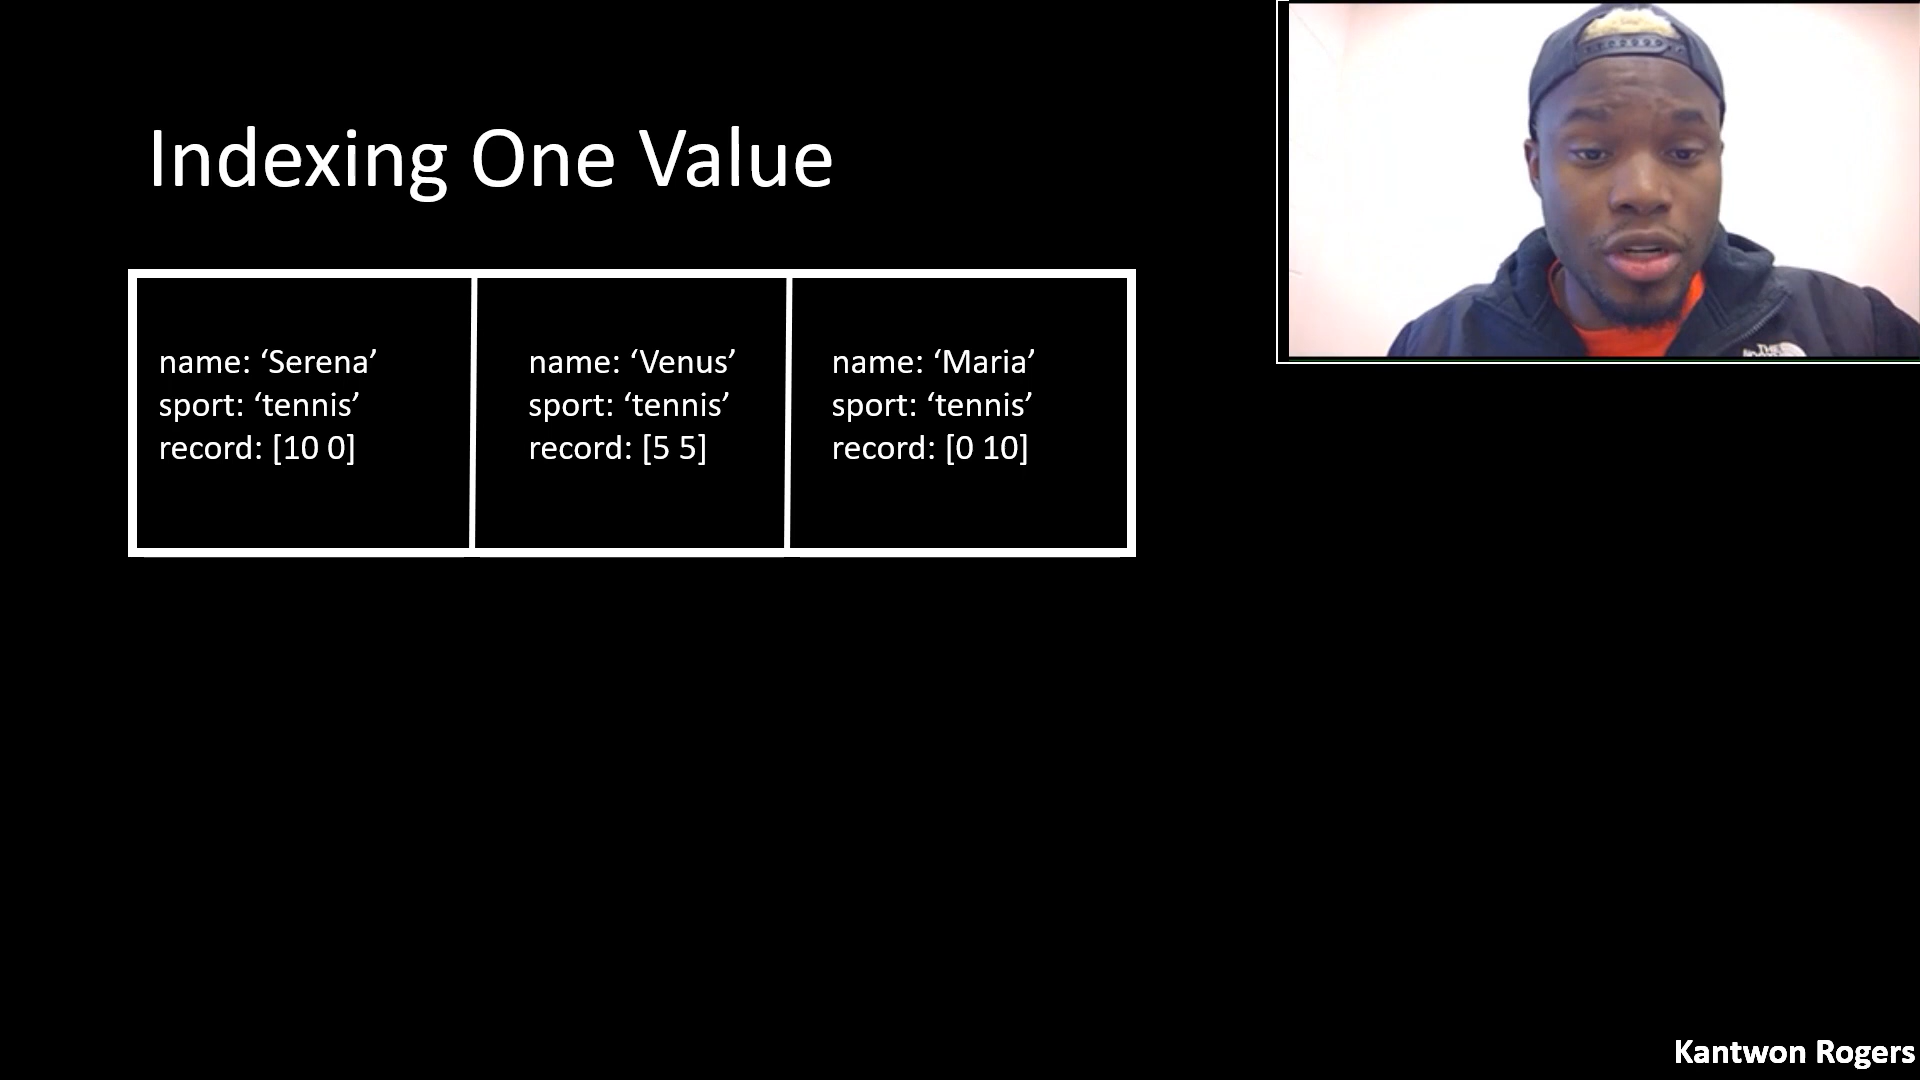 Indexing One Value
name: ‘Serena’
sport: ‘tennis’
record: [10 0]
name: ‘Venus’
sport: ‘tennis’
record: [5 5]
name: ‘Maria’
sport: ‘tennis’
record: [0 10]
THE
Kantwon Rogers